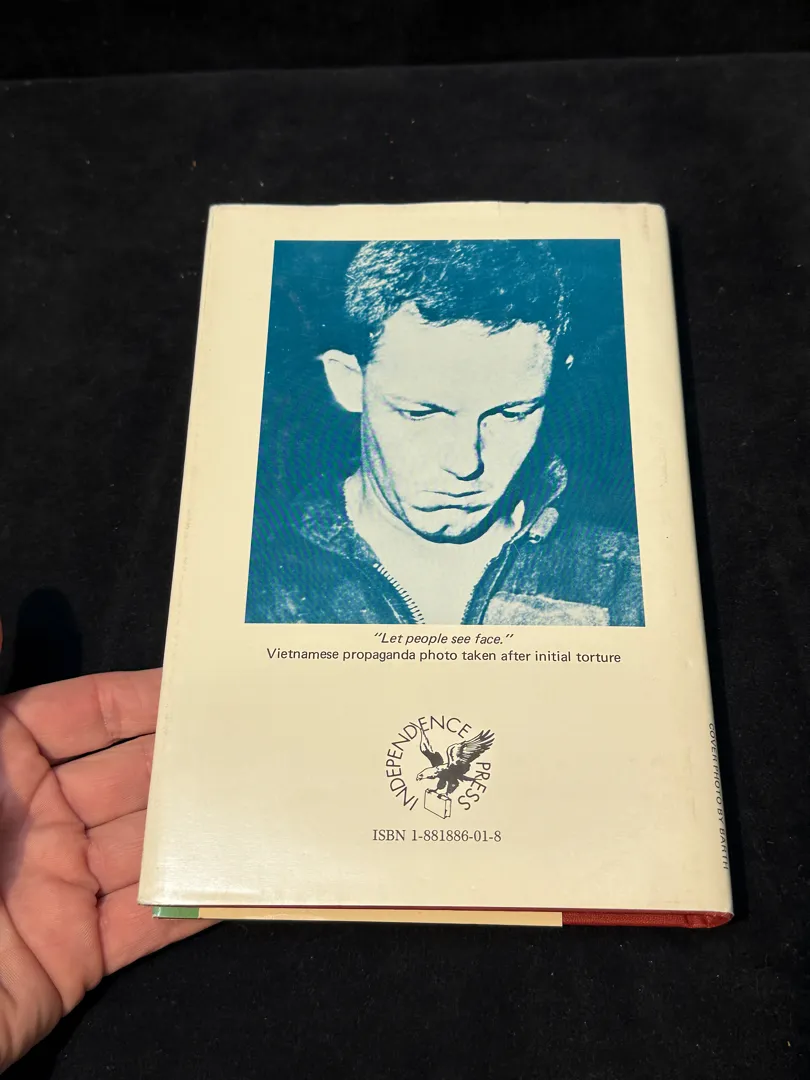 "Let people see face."
Vietnamese propaganda photo taken after initial torture
INDEPENDENCE PRESS
ISBN 1-881886-01-8
COVER PHOTO BY BARTH